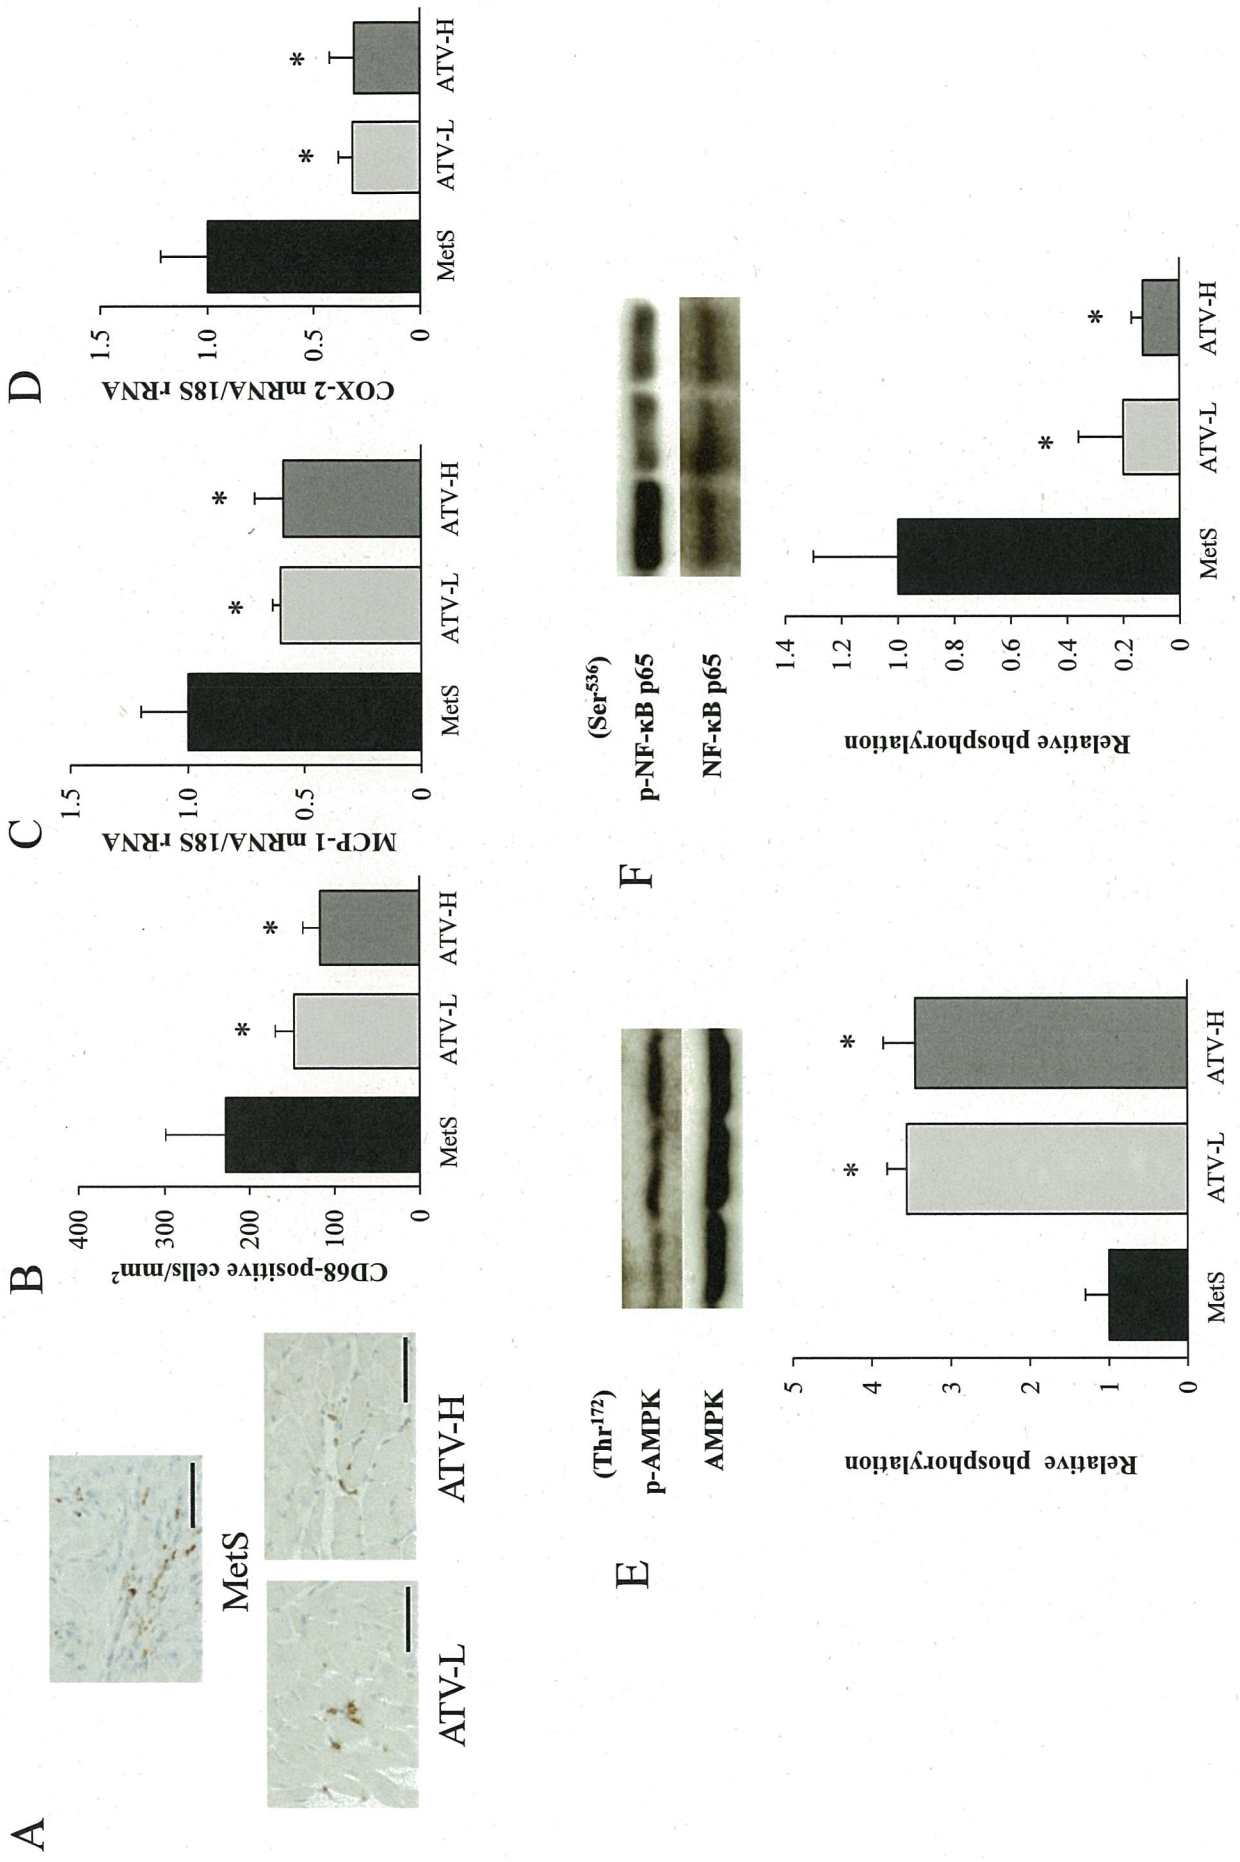 A
MetS
ATV-L
ATV-H
B
CD68-positive cells/mm²
400
300
200
100
0
MetS
ATV-L
ATV-H
C
MCP-1 mRNA/18S rRNA
1.5
1.0
0.5
0
MetS
*
ATV-L
*
ATV-H
D
COX-2 mRNA/18S rRNA
1.5
1.0
0.5
0
MetS
*
ATV-L
*
ATV-H
E
(Thr¹⁷²)
p-AMPK
AMPK
Relative phosphorylation
5
4
3
2
1
0
MetS
*
ATV-L
*
ATV-H
F
(Ser⁵³⁶)
p-NF-κB p65
NF-κB p65
Relative phosphorylation
1.4
1.2
1.0
0.8
0.6
0.4
0.2
0
MetS
*
ATV-L
*
ATV-H